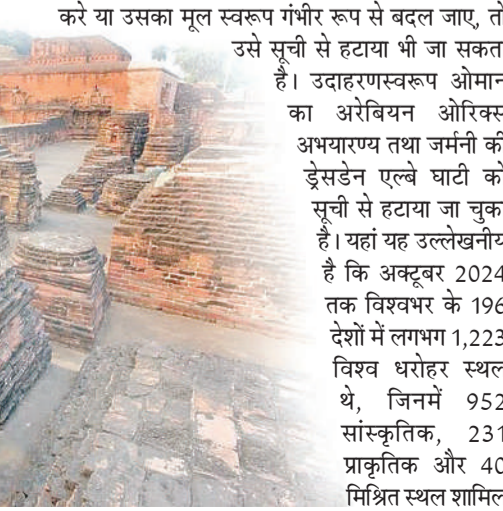 करे या उसका मूल स्वरूप गंभीर रूप से बदल जाए, तो
उसे सूची से हटाया भी जा सकता
है। उदाहरणस्वरूप ओमान
का अरेबियन ओरिक्स
अभयारण्य तथा जर्मनी की
ड्रेसडेन एल्बे घाटी को
सूची से हटाया जा चुका
है। यहां यह उल्लेखनीय
है कि अक्टूबर 2024
तक विश्वभर के 196
देशों में लगभग 1,223
विश्व धरोहर स्थल
थे, जिनमें 952
सांस्कृतिक, 231
प्राकृतिक और 40
मिश्रित स्थल शामिल